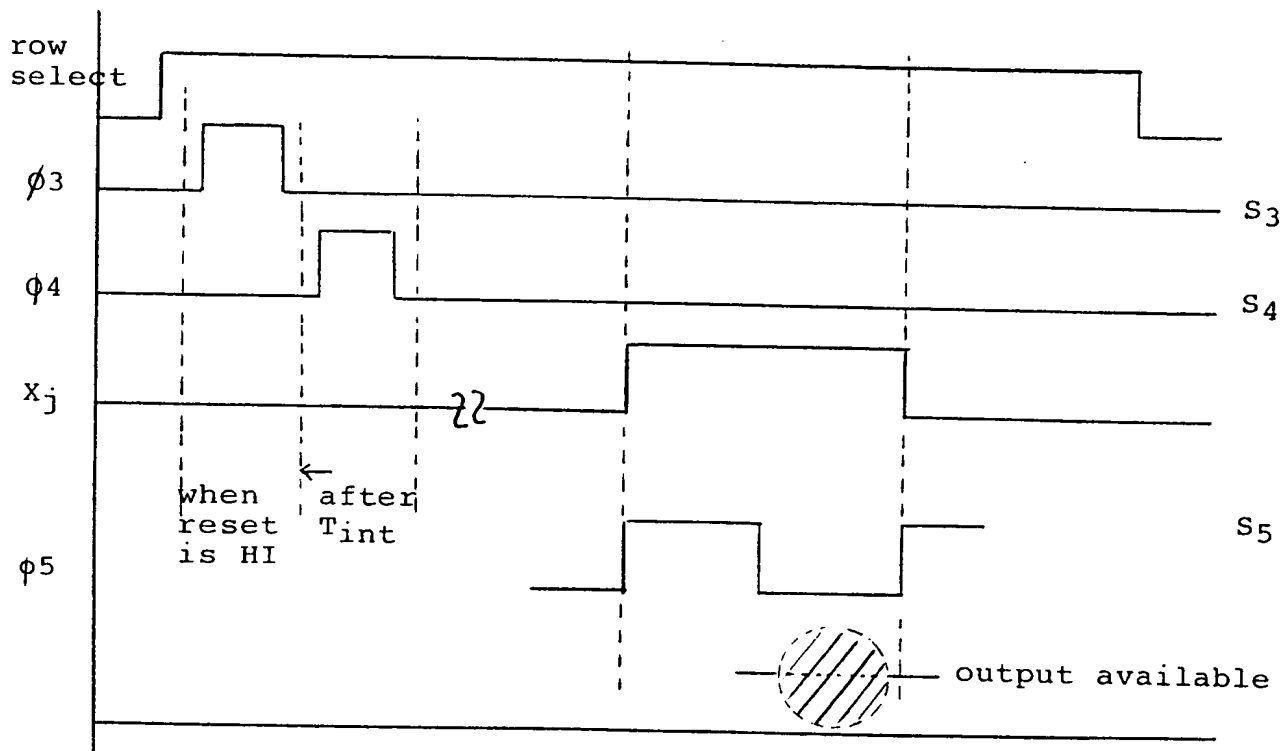 row
select
φ3
S3
φ4
S4
Xj
when
reset
is HI
← after
Tint
φ5
S5
output available